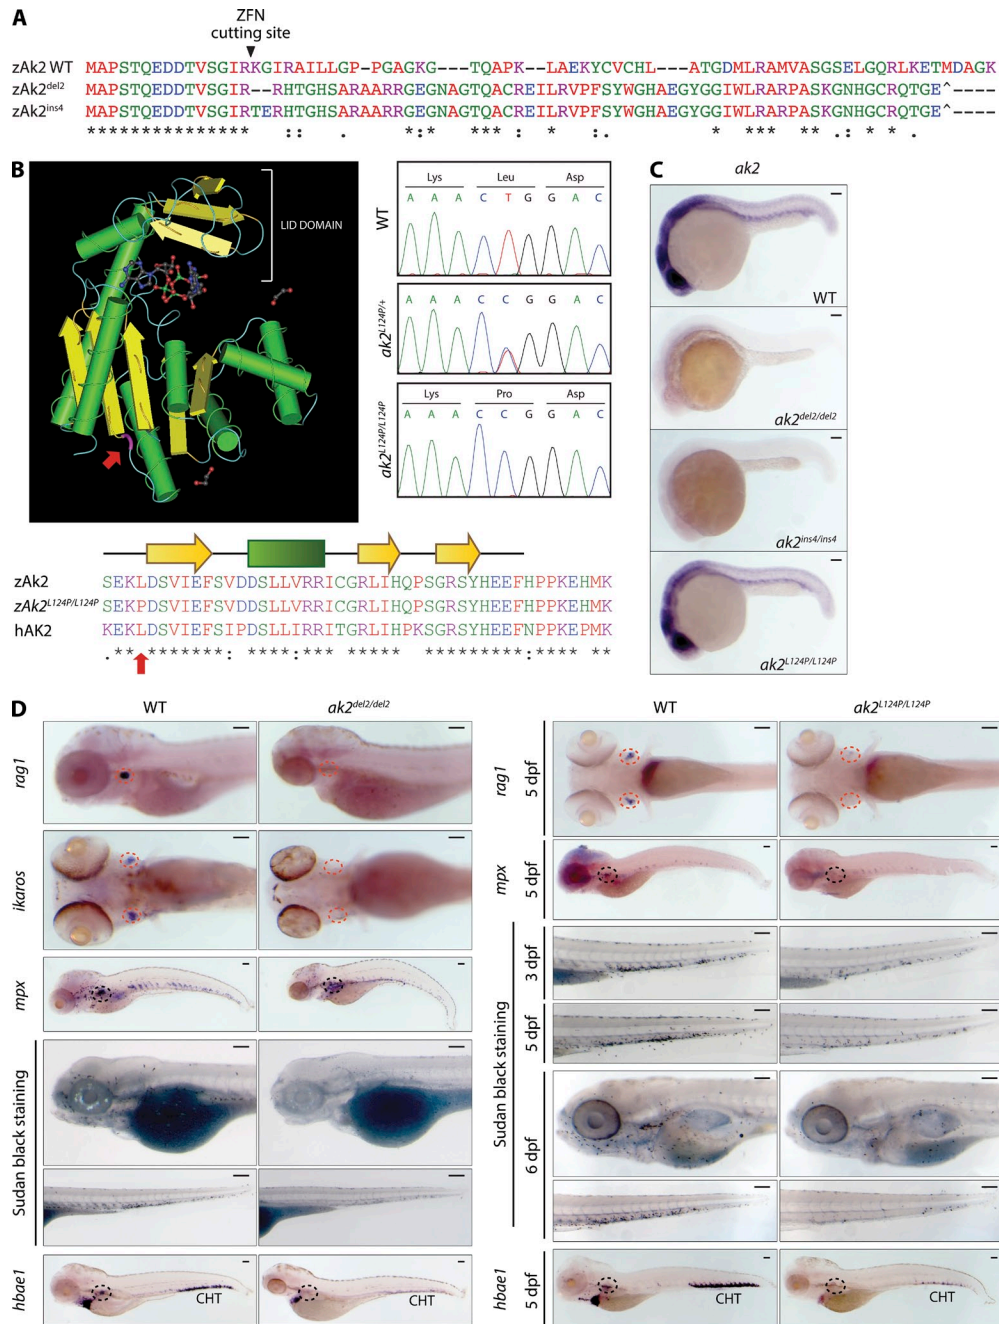 A
ZFN
cutting site
zAk2 WT MAPSTQEDDTVSGIRKGIRAILLGP-PGAGKG---TQAPK--LAEKYCVCHL---ATGDMLRAMVASGSELGQRLKETMDAGK
zAk2del2 MAPSTQEDDTVSGIR--RHTGHSARAARRGEGNAGTQACREILRVPFSYWGHAEGYGGIWLRARPASKGNHGCRQTGE^----
zAk2ins4 MAPSTQEDDTVSGIRTERHTGHSARAARRGEGNAGTQACREILRVPFSYWGHAEGYGGIWLRARPASKGNHGCRQTGE^----
B
LID DOMAIN
WT
Lys Leu Asp
A A A C T G G A C
ak2L124P/+
A A A C C G G A C
ak2L124P/L124P
Lys Pro Asp
A A A C C G G A C
zAk2 SEKLDSVIEFSVDDSLLVRRICGRLIHQPSGRSYHEEFHPPKEHMK
zAk2L124P/L124P SEKPDSVIEFSVDDSLLVRRICGRLIHQPSGRSYHEEFHPPKEHMK
hAK2 KEKLDSVIEFSIPDSLLIRRITGRLIHPKSGRSYHEEFNPPKEPMK
C
ak2
WT
ak2del2/del2
ak2ins4/ins4
ak2L124P/L124P
D
WT ak2del2/del2
rag1
ikaros
mpx
Sudan black staining
hbae1
CHT CHT
WT ak2L124P/L124P
rag1
5 dpf
mpx
5 dpf
Sudan black staining
3 dpf
5 dpf
6 dpf
hbae1
5 dpf
CHT CHT